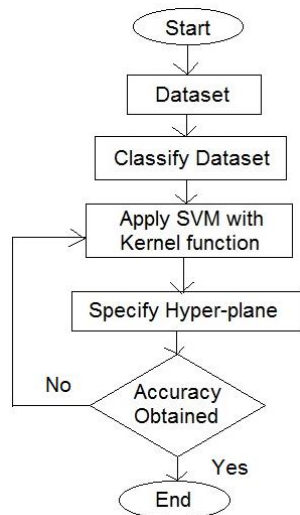 Start
Dataset
Classify Dataset
Apply SVM with
Kernel function
Specify Hyper-plane
No
Accuracy
Obtained
Yes
End